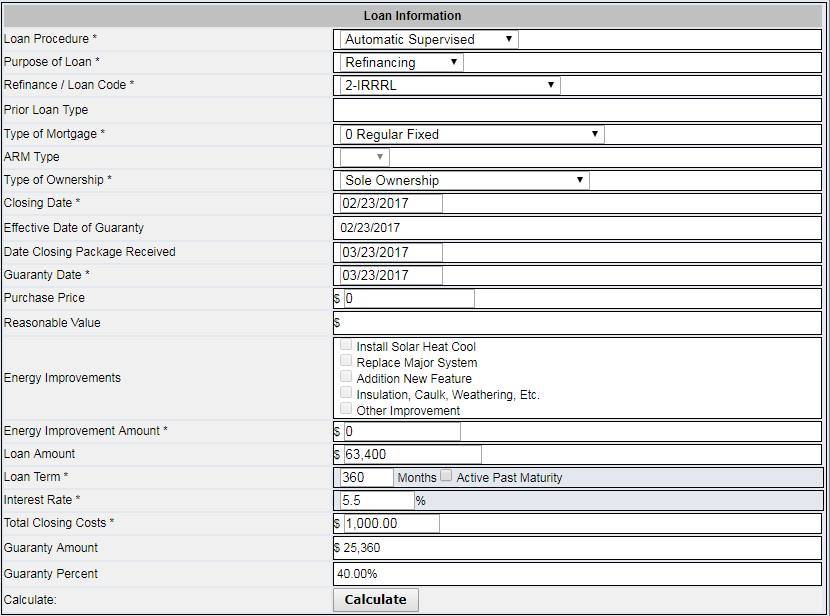 Loan Information
Loan Procedure * Automatic Supervised
Purpose of Loan * Refinancing
Refinance / Loan Code * 2-IRRRL
Prior Loan Type
Type of Mortgage * 0 Regular Fixed
ARM Type
Type of Ownership * Sole Ownership
Closing Date * 02/23/2017
Effective Date of Guaranty 02/23/2017
Date Closing Package Received 03/23/2017
Guaranty Date * 03/23/2017
Purchase Price $ 0
Reasonable Value $
Energy Improvements
Install Solar Heat Cool
Replace Major System
Addition New Feature
Insulation, Caulk, Weathering, Etc.
Other Improvement
Energy Improvement Amount * $ 0
Loan Amount $ 63,400
Loan Term * 360 Months Active Past Maturity
Interest Rate * 5.5 %
Total Closing Costs * $ 1,000.00
Guaranty Amount $ 25,360
Guaranty Percent 40.00%
Calculate: Calculate